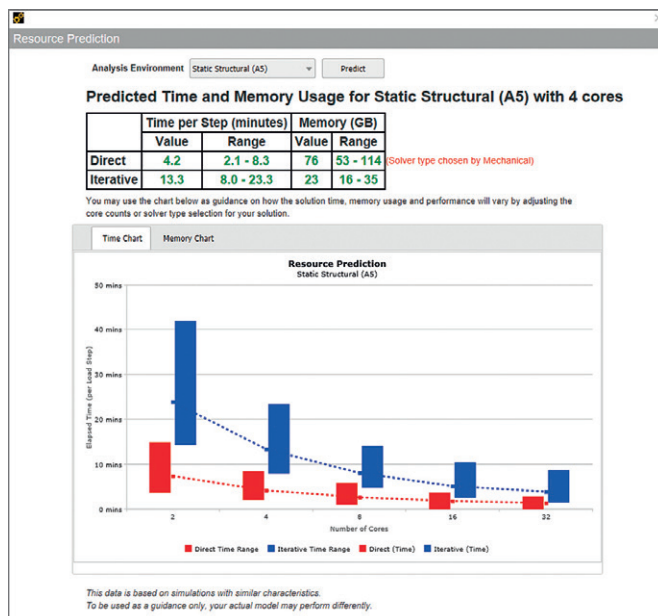 Resource Prediction
Analysis Environment Static Structural (A5) Predict
Predicted Time and Memory Usage for Static Structural (A5) with 4 cores
Time per Step (minutes) Memory (GB)
Value Range Value Range
Direct 4.2 2.1 - 8.3 76 53 - 114 (Solver type chosen by Mechanical)
Iterative 13.3 8.0 - 23.3 23 16 - 35
You may use the chart below as guidance on how the solution time, memory usage and performance will vary by adjusting the
core counts or solver type selection for your solution.
Time Chart Memory Chart
Resource Prediction
Static Structural (A5)
Elapsed Time (per Load Step)
50 mins
40 mins
30 mins
20 mins
10 mins
0 mins
2 4 8 16 32
Number of Cores
Direct Time Range Iterative Time Range Direct (Time) Iterative (Time)
This data is based on simulations with similar characteristics.
To be used as a guidance only, your actual model may perform differently.